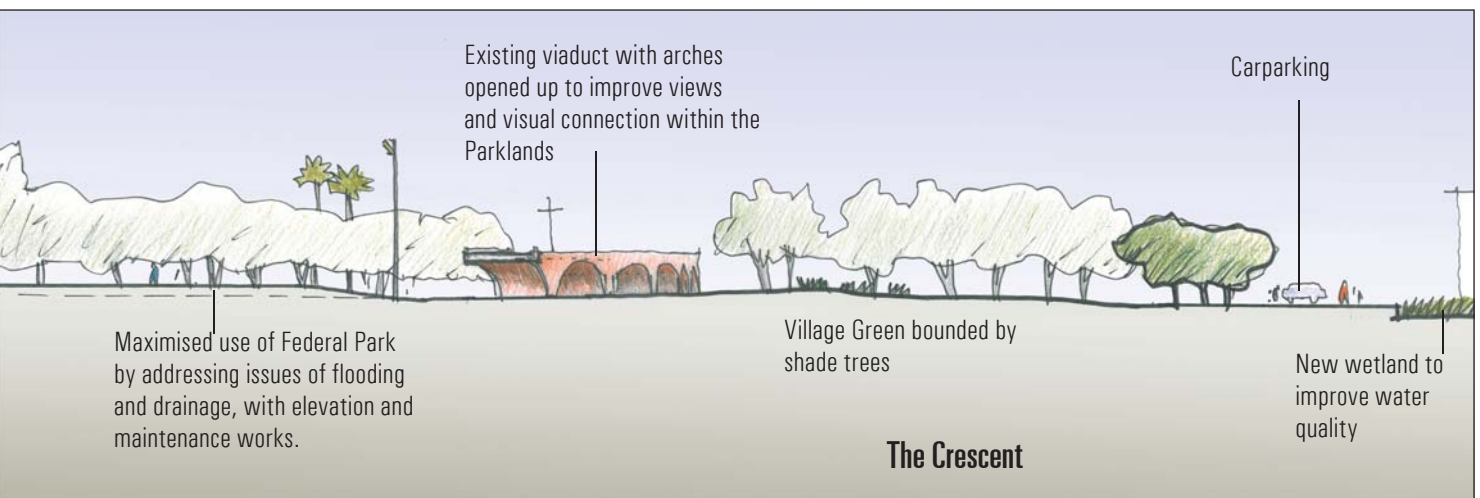 Existing viaduct with arches
opened up to improve views
and visual connection within the
Parklands
Carparking
Maximised use of Federal Park
by addressing issues of flooding
and drainage, with elevation and
maintenance works.
Village Green bounded by
shade trees
New wetland to
improve water
quality
The Crescent